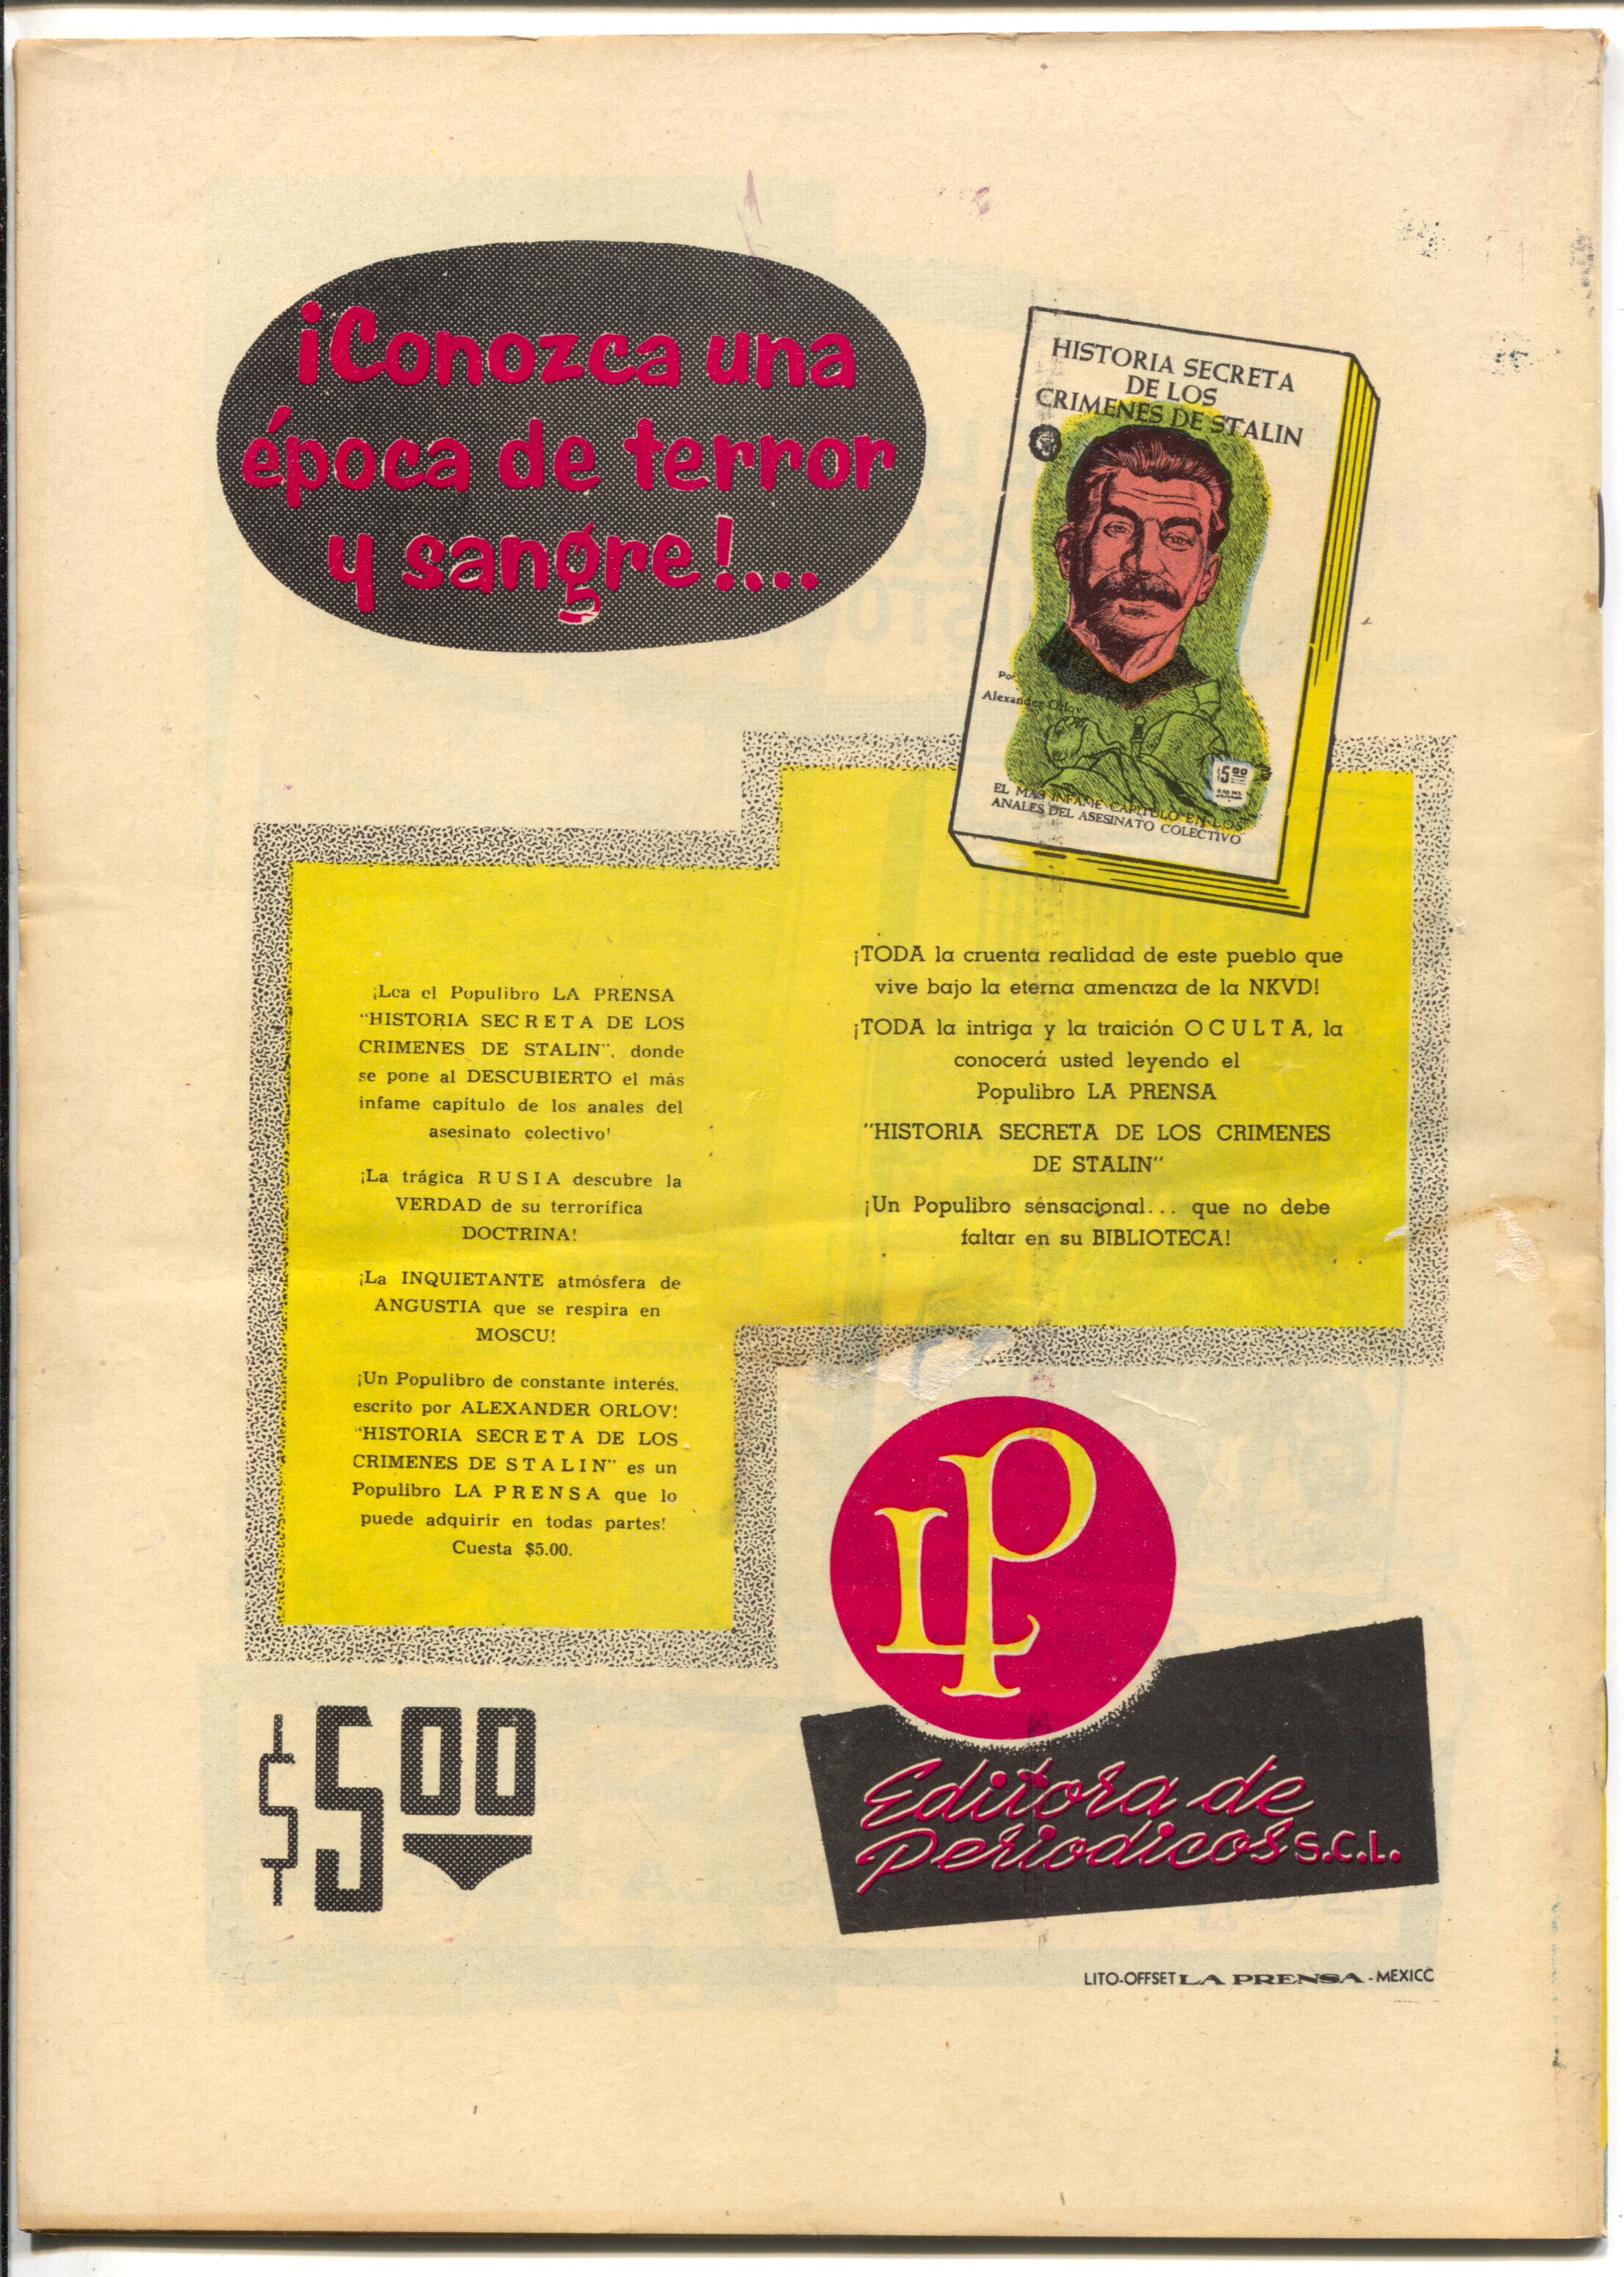 ¡Conozca una
época de terror
y sangre!...
HISTORIA SECRETA
DE LOS
CRIMENES DE STALIN
Por
Alexander Orlov
$5.00
EL MAS INFAME CAPITULO EN LOS
ANALES DEL ASESINATO COLECTIVO
¡Lea el Populibro LA PRENSA
"HISTORIA SECRETA DE LOS
CRIMENES DE STALIN", donde
se pone al DESCUBIERTO el más
infame capítulo de los anales del
asesinato colectivo!
¡La trágica RUSIA descubre la
VERDAD de su terrorífica
DOCTRINA!
¡La INQUIETANTE atmósfera de
ANGUSTIA que se respira en
MOSCU!
¡Un Populibro de constante interés,
escrito por ALEXANDER ORLOV!
"HISTORIA SECRETA DE LOS
CRIMENES DE STALIN" es un
Populibro LA PRENSA que lo
puede adquirir en todas partes!
Cuesta $5.00.
¡TODA la cruenta realidad de este pueblo que
vive bajo la eterna amenaza de la NKVD!
¡TODA la intriga y la traición OCULTA, la
conocerá usted leyendo el
Populibro LA PRENSA
"HISTORIA SECRETA DE LOS CRIMENES
DE STALIN"
¡Un Populibro sensacional... que no debe
faltar en su BIBLIOTECA!
LP
$5.00
Editora de
Periodicos S.C.L.
LITO-OFFSET LA PRENSA - MEXICO